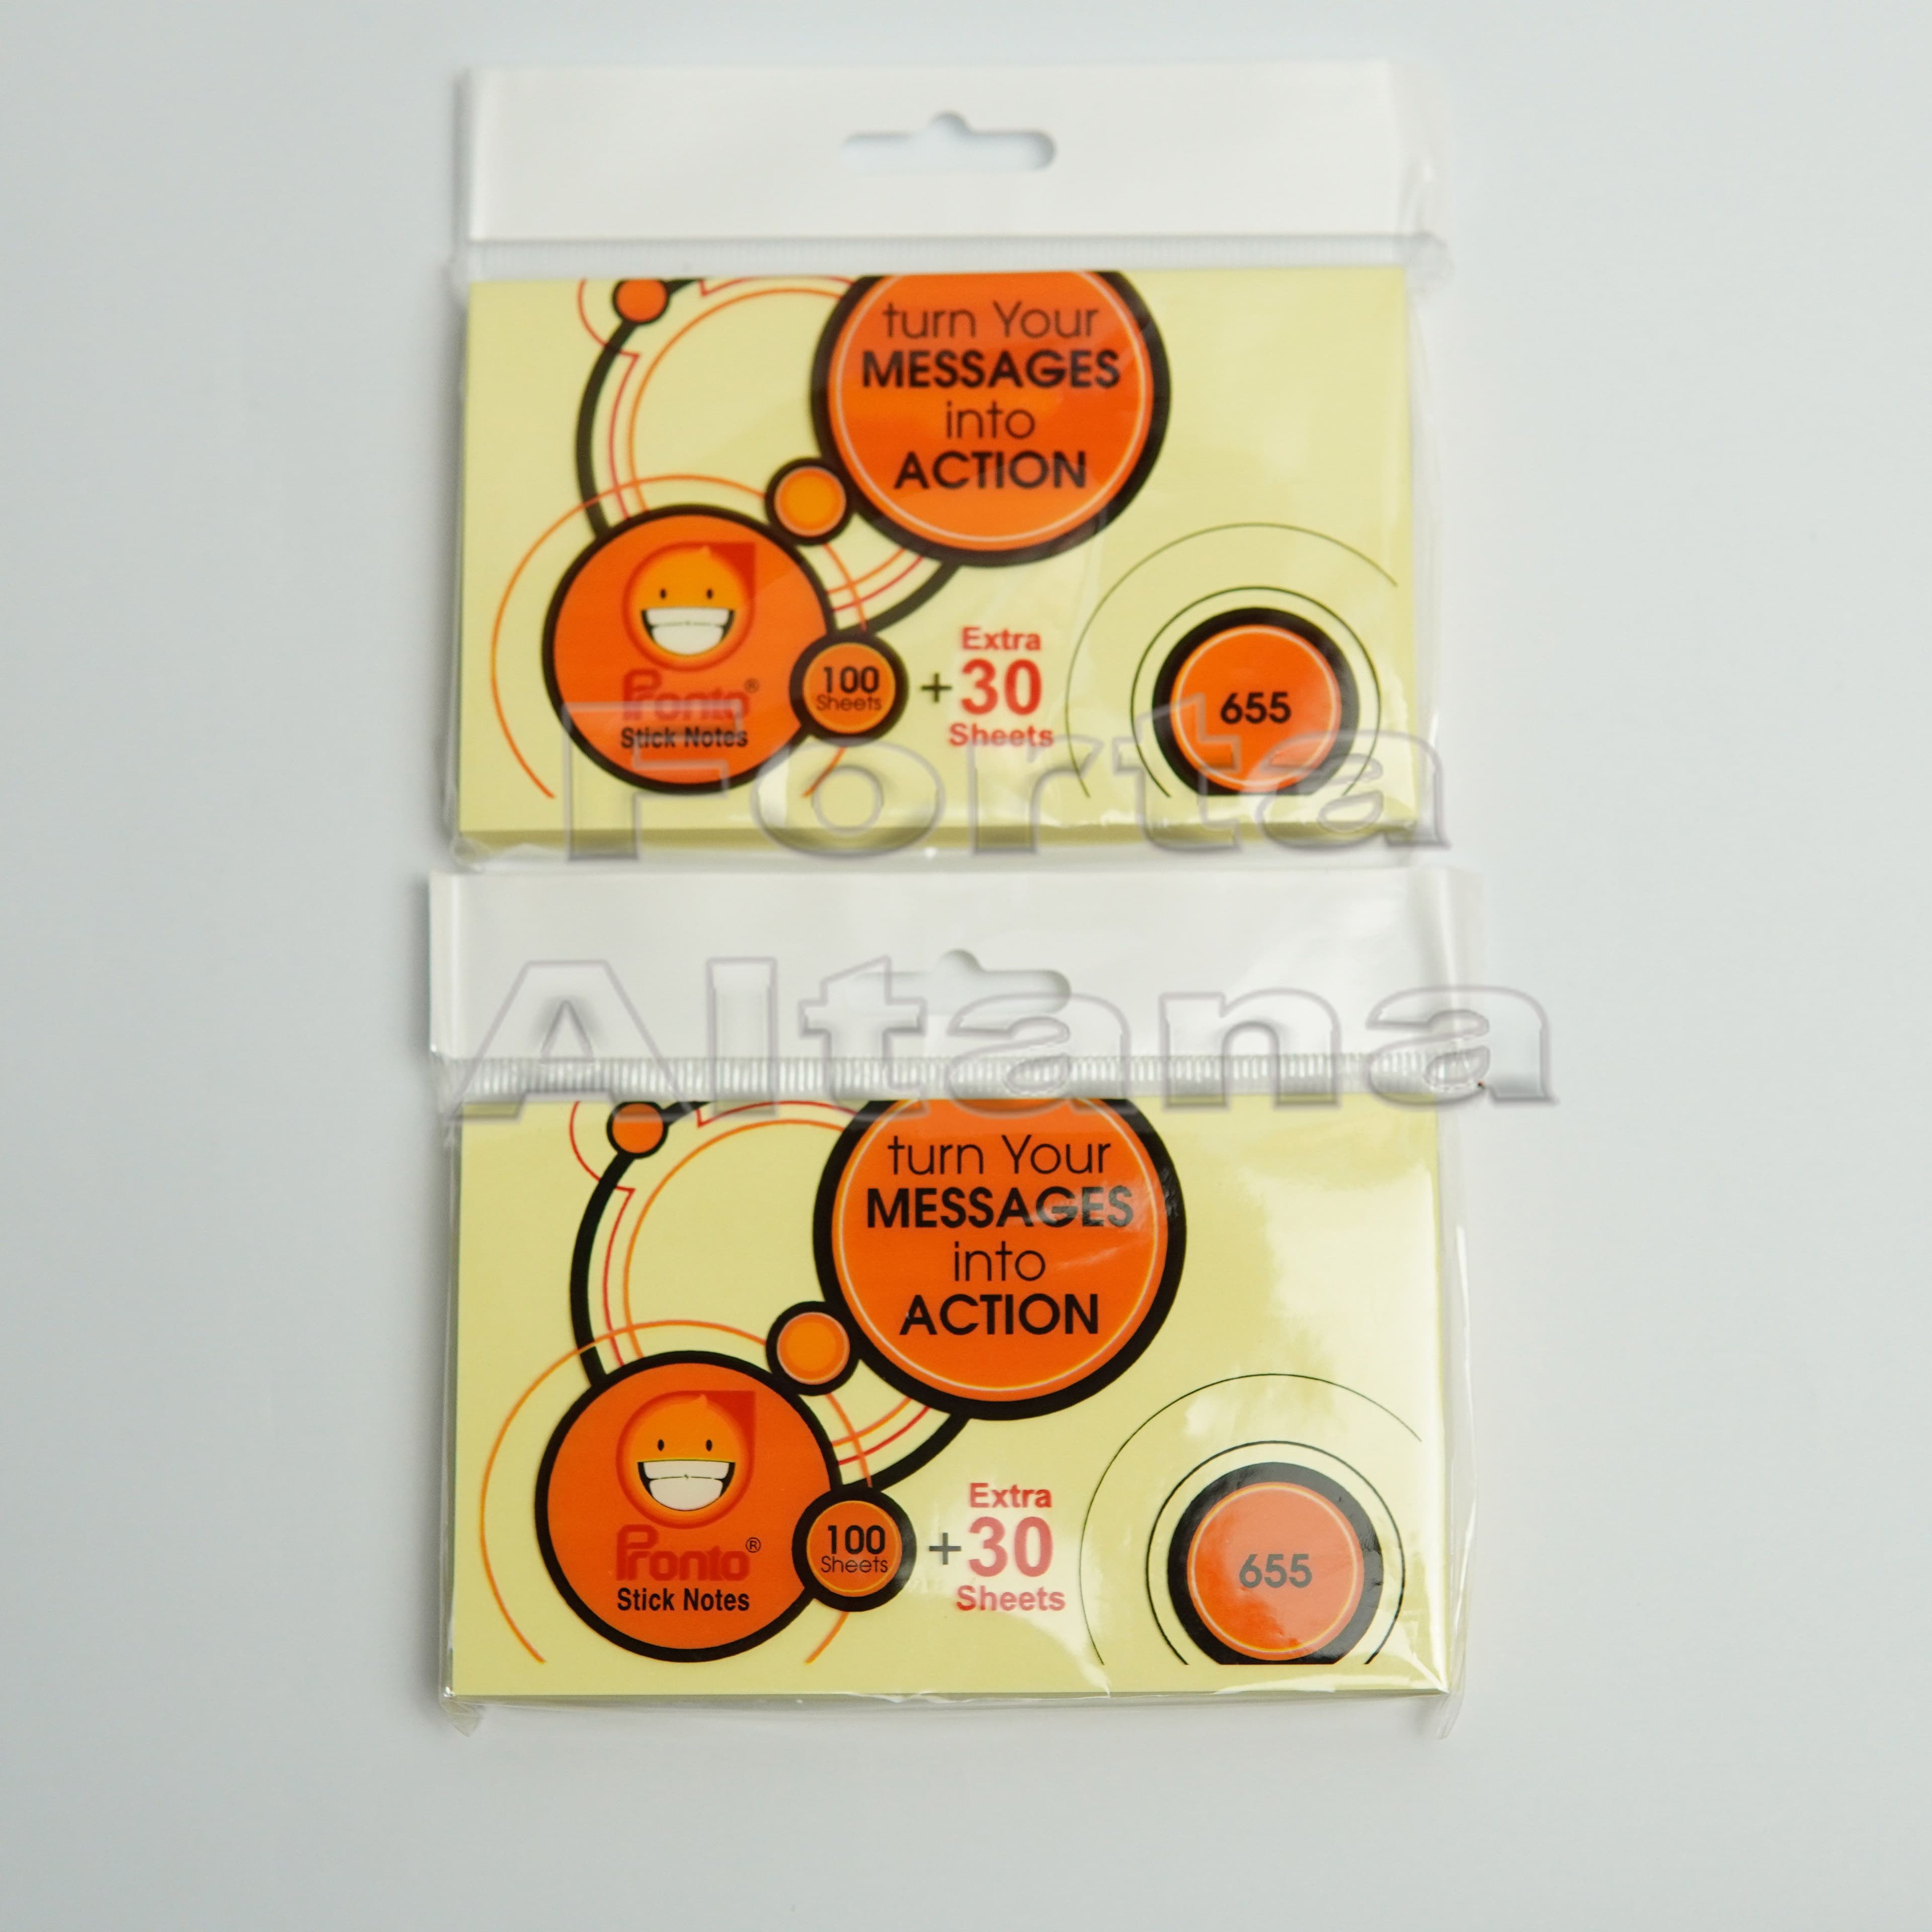 turn Your
MESSAGES
into
ACTION
Pronto®
Stick Notes
100
Sheets
+
Extra
30
Sheets
655
Forta
Altana
turn Your
MESSAGES
into
ACTION
Pronto®
Stick Notes
100
Sheets
+
Extra
30
Sheets
655